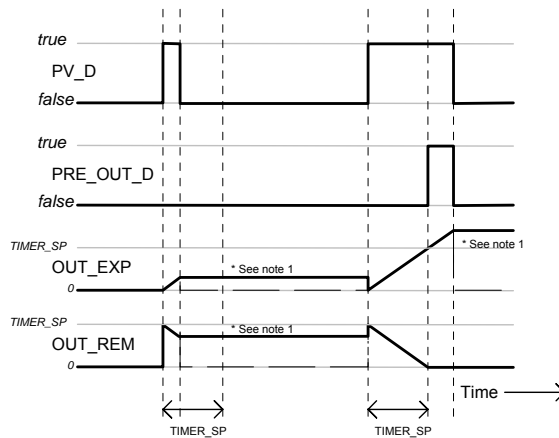 true
PV_D
false
true
PRE_OUT_D
false
TIMER_SP
* See note 1
OUT_EXP
* See note 1
0
TIMER_SP
* See note 1
OUT_REM
0
Time
TIMER_SP
TIMER_SP